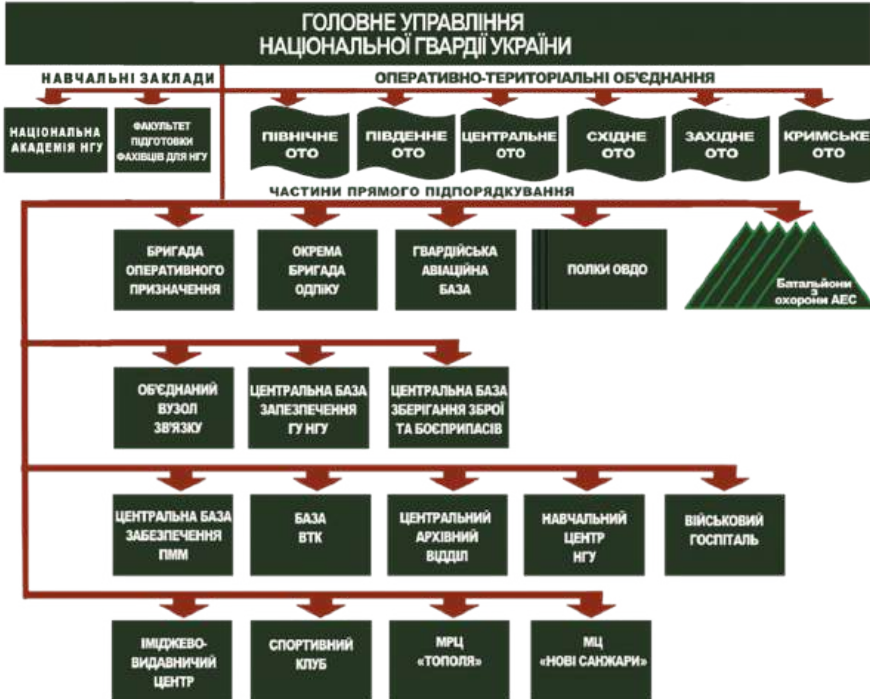 ГОЛОВНЕ УПРАВЛІННЯ
НАЦІОНАЛЬНОЇ ГВАРДІЇ УКРАЇНИ
НАВЧАЛЬНІ ЗАКЛАДИ
ОПЕРАТИВНО-ТЕРИТОРІАЛЬНІ ОБ'ЄДНАННЯ
НАЦІОНАЛЬНА
АКАДЕМІЯ НГУ
ФАКУЛЬТЕТ
ПІДГОТОВКИ
ФАХІВЦІВ ДЛЯ НГУ
ПІВНІЧНЕ
ОТО
ПІВДЕННЕ
ОТО
ЦЕНТРАЛЬНЕ
ОТО
СХІДНЕ
ОТО
ЗАХІДНЕ
ОТО
КРИМСЬКЕ
ОТО
ЧАСТИНИ ПРЯМОГО ПІДПОРЯДКУВАННЯ
БРИГАДА
ОПЕРАТИВНОГО
ПРИЗНАЧЕННЯ
ОКРЕМА
БРИГАДА
ОДПІКУ
ГВАРДІЙСЬКА
АВІАЦІЙНА
БАЗА
ПОЛКИ ОВДО
Батальйони
з
охорони АЕС
ОБ'ЄДНАНИЙ
ВУЗОЛ
ЗВ'ЯЗКУ
ЦЕНТРАЛЬНА БАЗА
ЗАПЕЗПЕЧЕННЯ
ГУ НГУ
ЦЕНТРАЛЬНА БАЗА
ЗБЕРІГАННЯ ЗБРОЇ
ТА БОЄПРИПАСІВ
ЦЕНТРАЛЬНА БАЗА
ЗАБЕЗПЕЧЕННЯ
ПММ
БАЗА
ВТК
ЦЕНТРАЛЬНИЙ
АРХІВНИЙ
ВІДДІЛ
НАВЧАЛЬНИЙ
ЦЕНТР
НГУ
ВІЙСЬКОВИЙ
ГОСПІТАЛЬ
ІМІДЖЕВО-
ВИДАВНИЧИЙ
ЦЕНТР
СПОРТИВНИЙ
КЛУБ
МРЦ
«ТОПОЛЯ»
МЦ
«НОВІ САНЖАРИ»